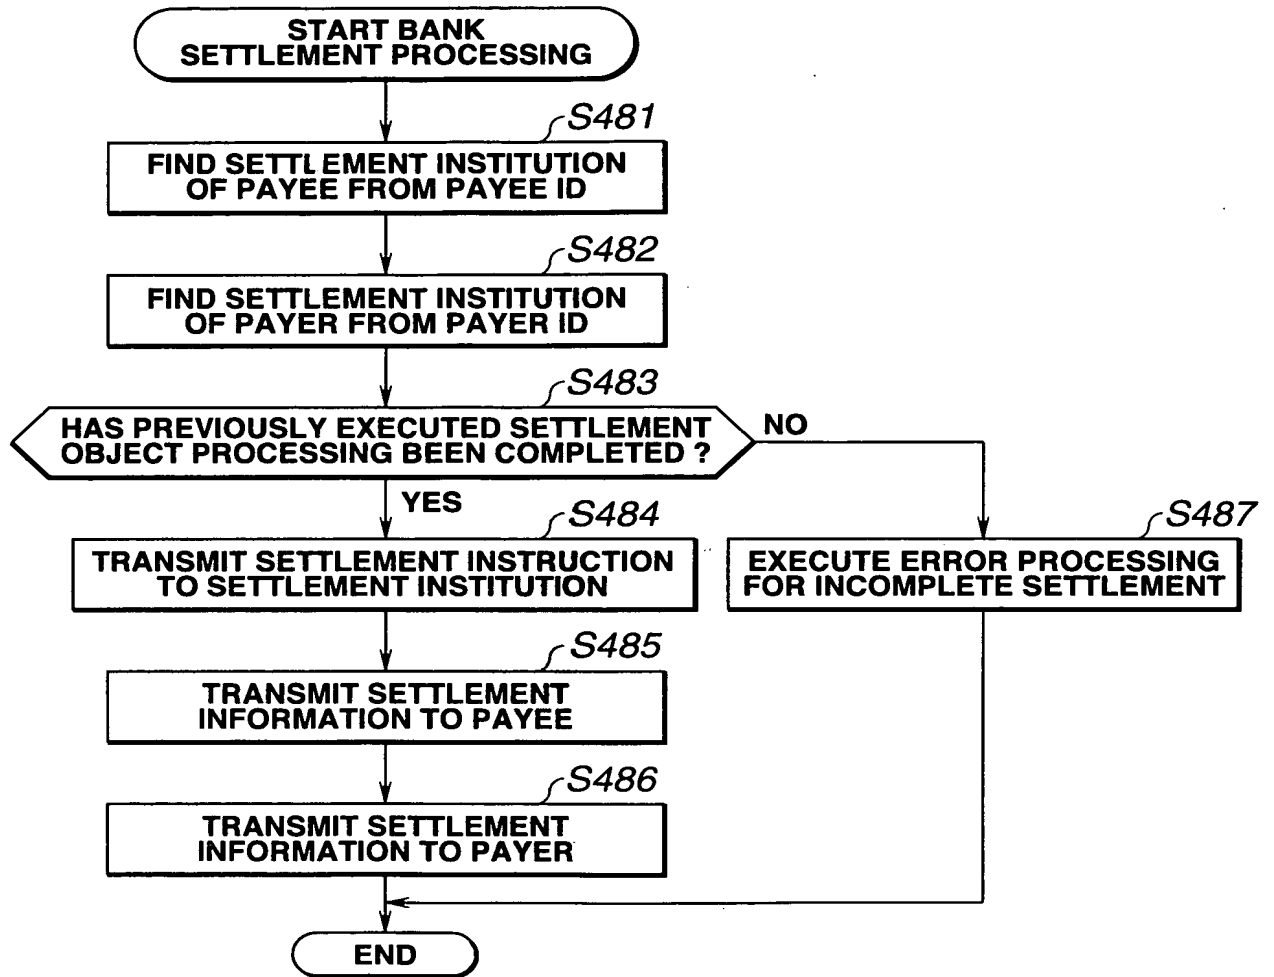 START BANK
SETTLEMENT PROCESSING
S481
FIND SETTLEMENT INSTITUTION
OF PAYEE FROM PAYEE ID
S482
FIND SETTLEMENT INSTITUTION
OF PAYER FROM PAYER ID
S483
HAS PREVIOUSLY EXECUTED SETTLEMENT
OBJECT PROCESSING BEEN COMPLETED ?
NO
YES
S484
TRANSMIT SETTLEMENT INSTRUCTION
TO SETTLEMENT INSTITUTION
S487
EXECUTE ERROR PROCESSING
FOR INCOMPLETE SETTLEMENT
S485
TRANSMIT SETTLEMENT
INFORMATION TO PAYEE
S486
TRANSMIT SETTLEMENT
INFORMATION TO PAYER
END